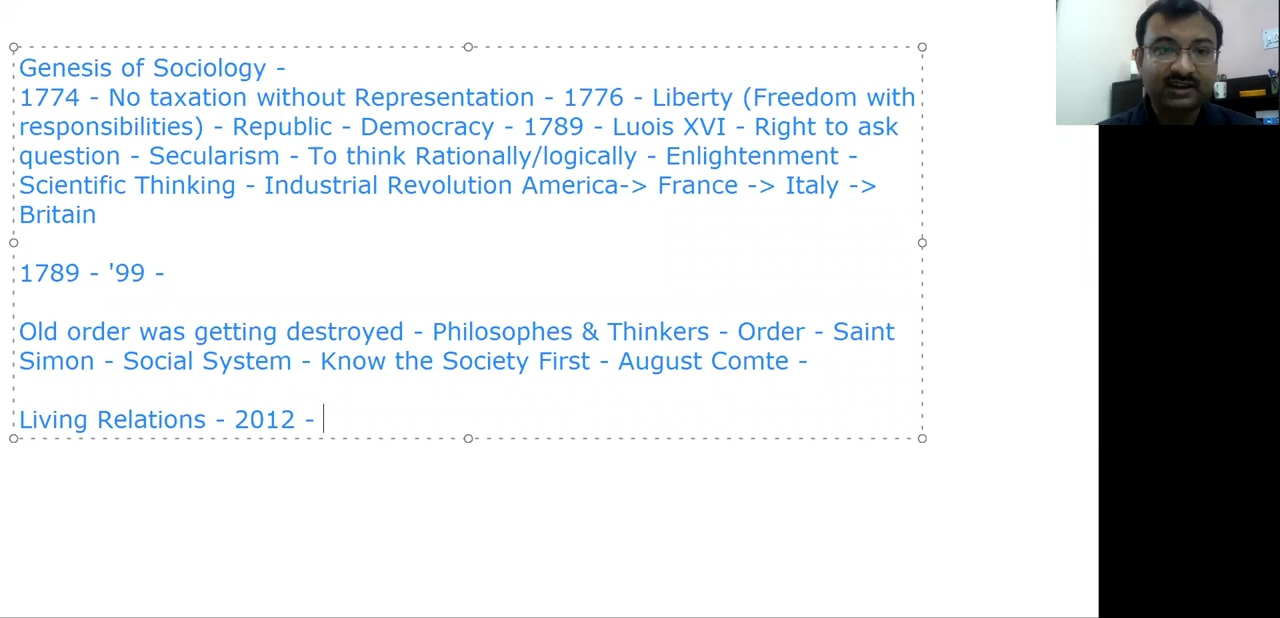 Genesis of Sociology -
1774 - No taxation without Representation - 1776 - Liberty (Freedom with
responsibilities) - Republic - Democracy - 1789 - Luois XVI - Right to ask
question - Secularism - To think Rationally/logically - Enlightenment -
Scientific Thinking - Industrial Revolution America-> France -> Italy ->
Britain
1789 - '99 -
Old order was getting destroyed - Philosophes & Thinkers - Order - Saint
Simon - Social System - Know the Society First - August Comte -
Living Relations - 2012 -